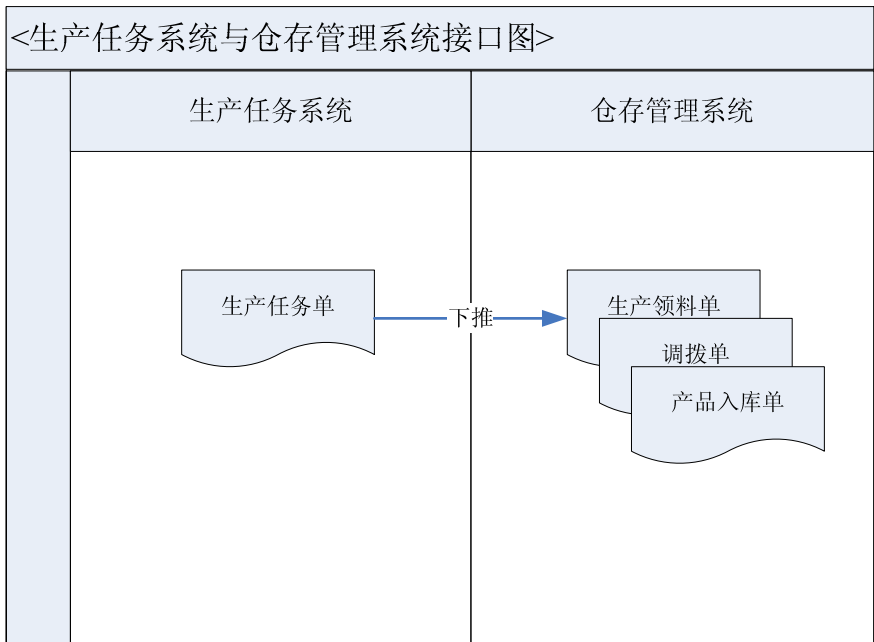 <生产任务系统与仓存管理系统接口图>
生产任务系统
仓存管理系统
生产任务单
下推
生产领料单
调拨单
产品入库单